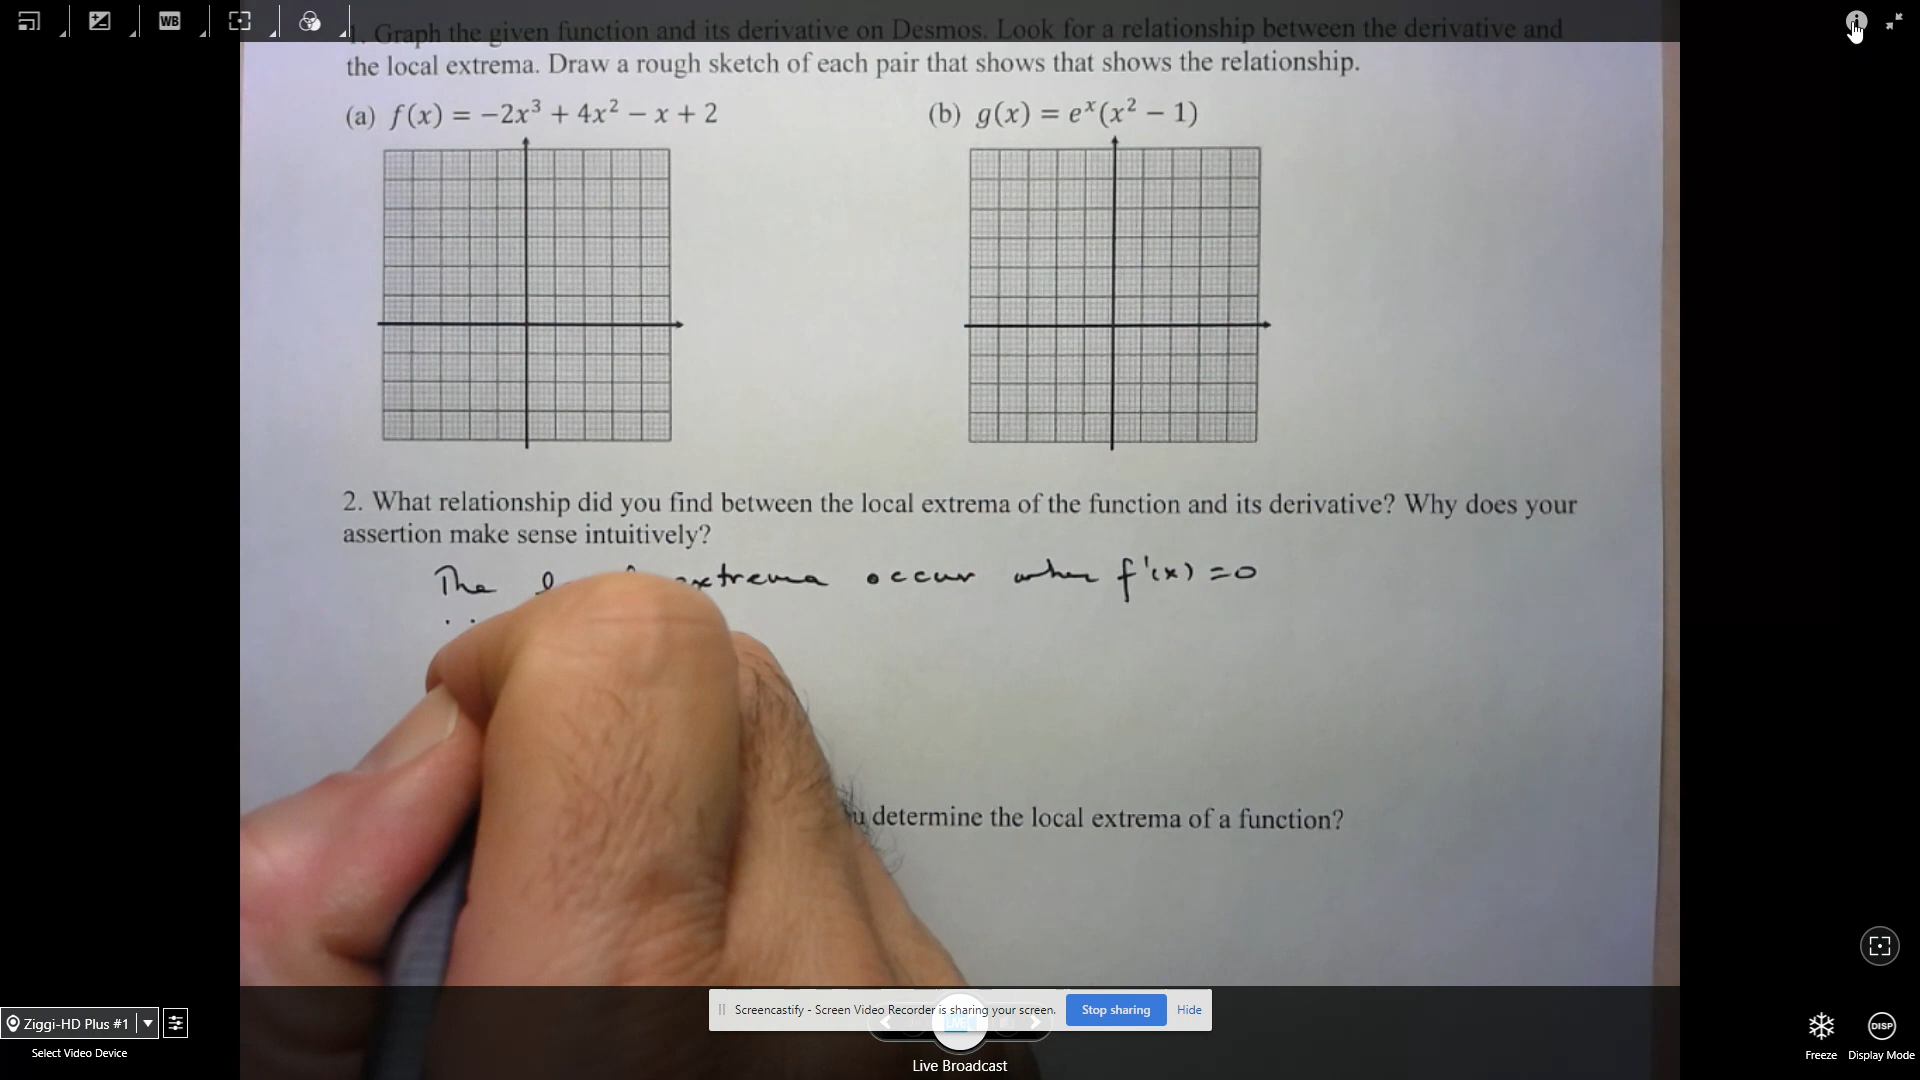 WB
1. Graph the given function and its derivative on Desmos. Look for a relationship between the derivative and
the local extrema. Draw a rough sketch of each pair that shows that shows the relationship.
(a) f(x) = −2x³ + 4x² − x + 2
(b) g(x) = eˣ(x² − 1)
2. What relationship did you find between the local extrema of the function and its derivative? Why does your
assertion make sense intuitively?
The extrema occur when f'(x) = 0
determine the local extrema of a function?
Screencastify - Screen Video Recorder is sharing your screen.
Stop sharing
Hide
Ziggi-HD Plus #1
Select Video Device
Live Broadcast
DISP
Freeze
Display Mode